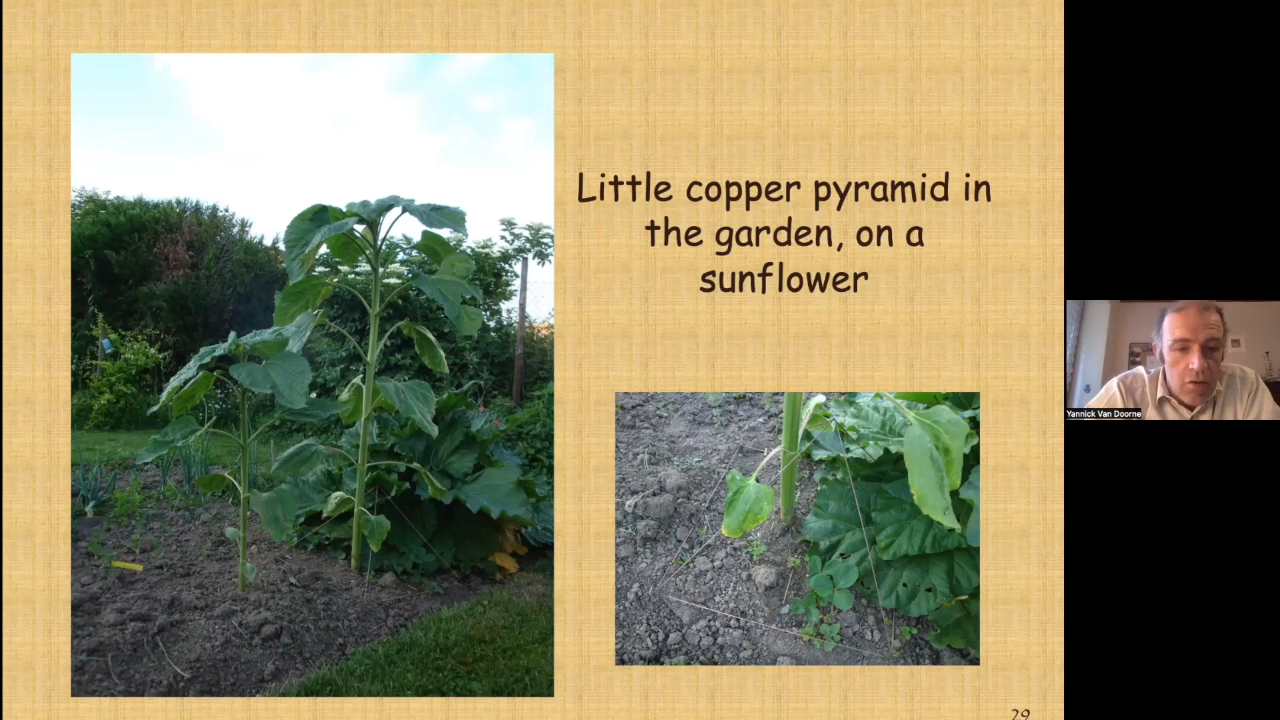 Little copper pyramid in
the garden, on a
sunflower
Yannick Van Doorne
29